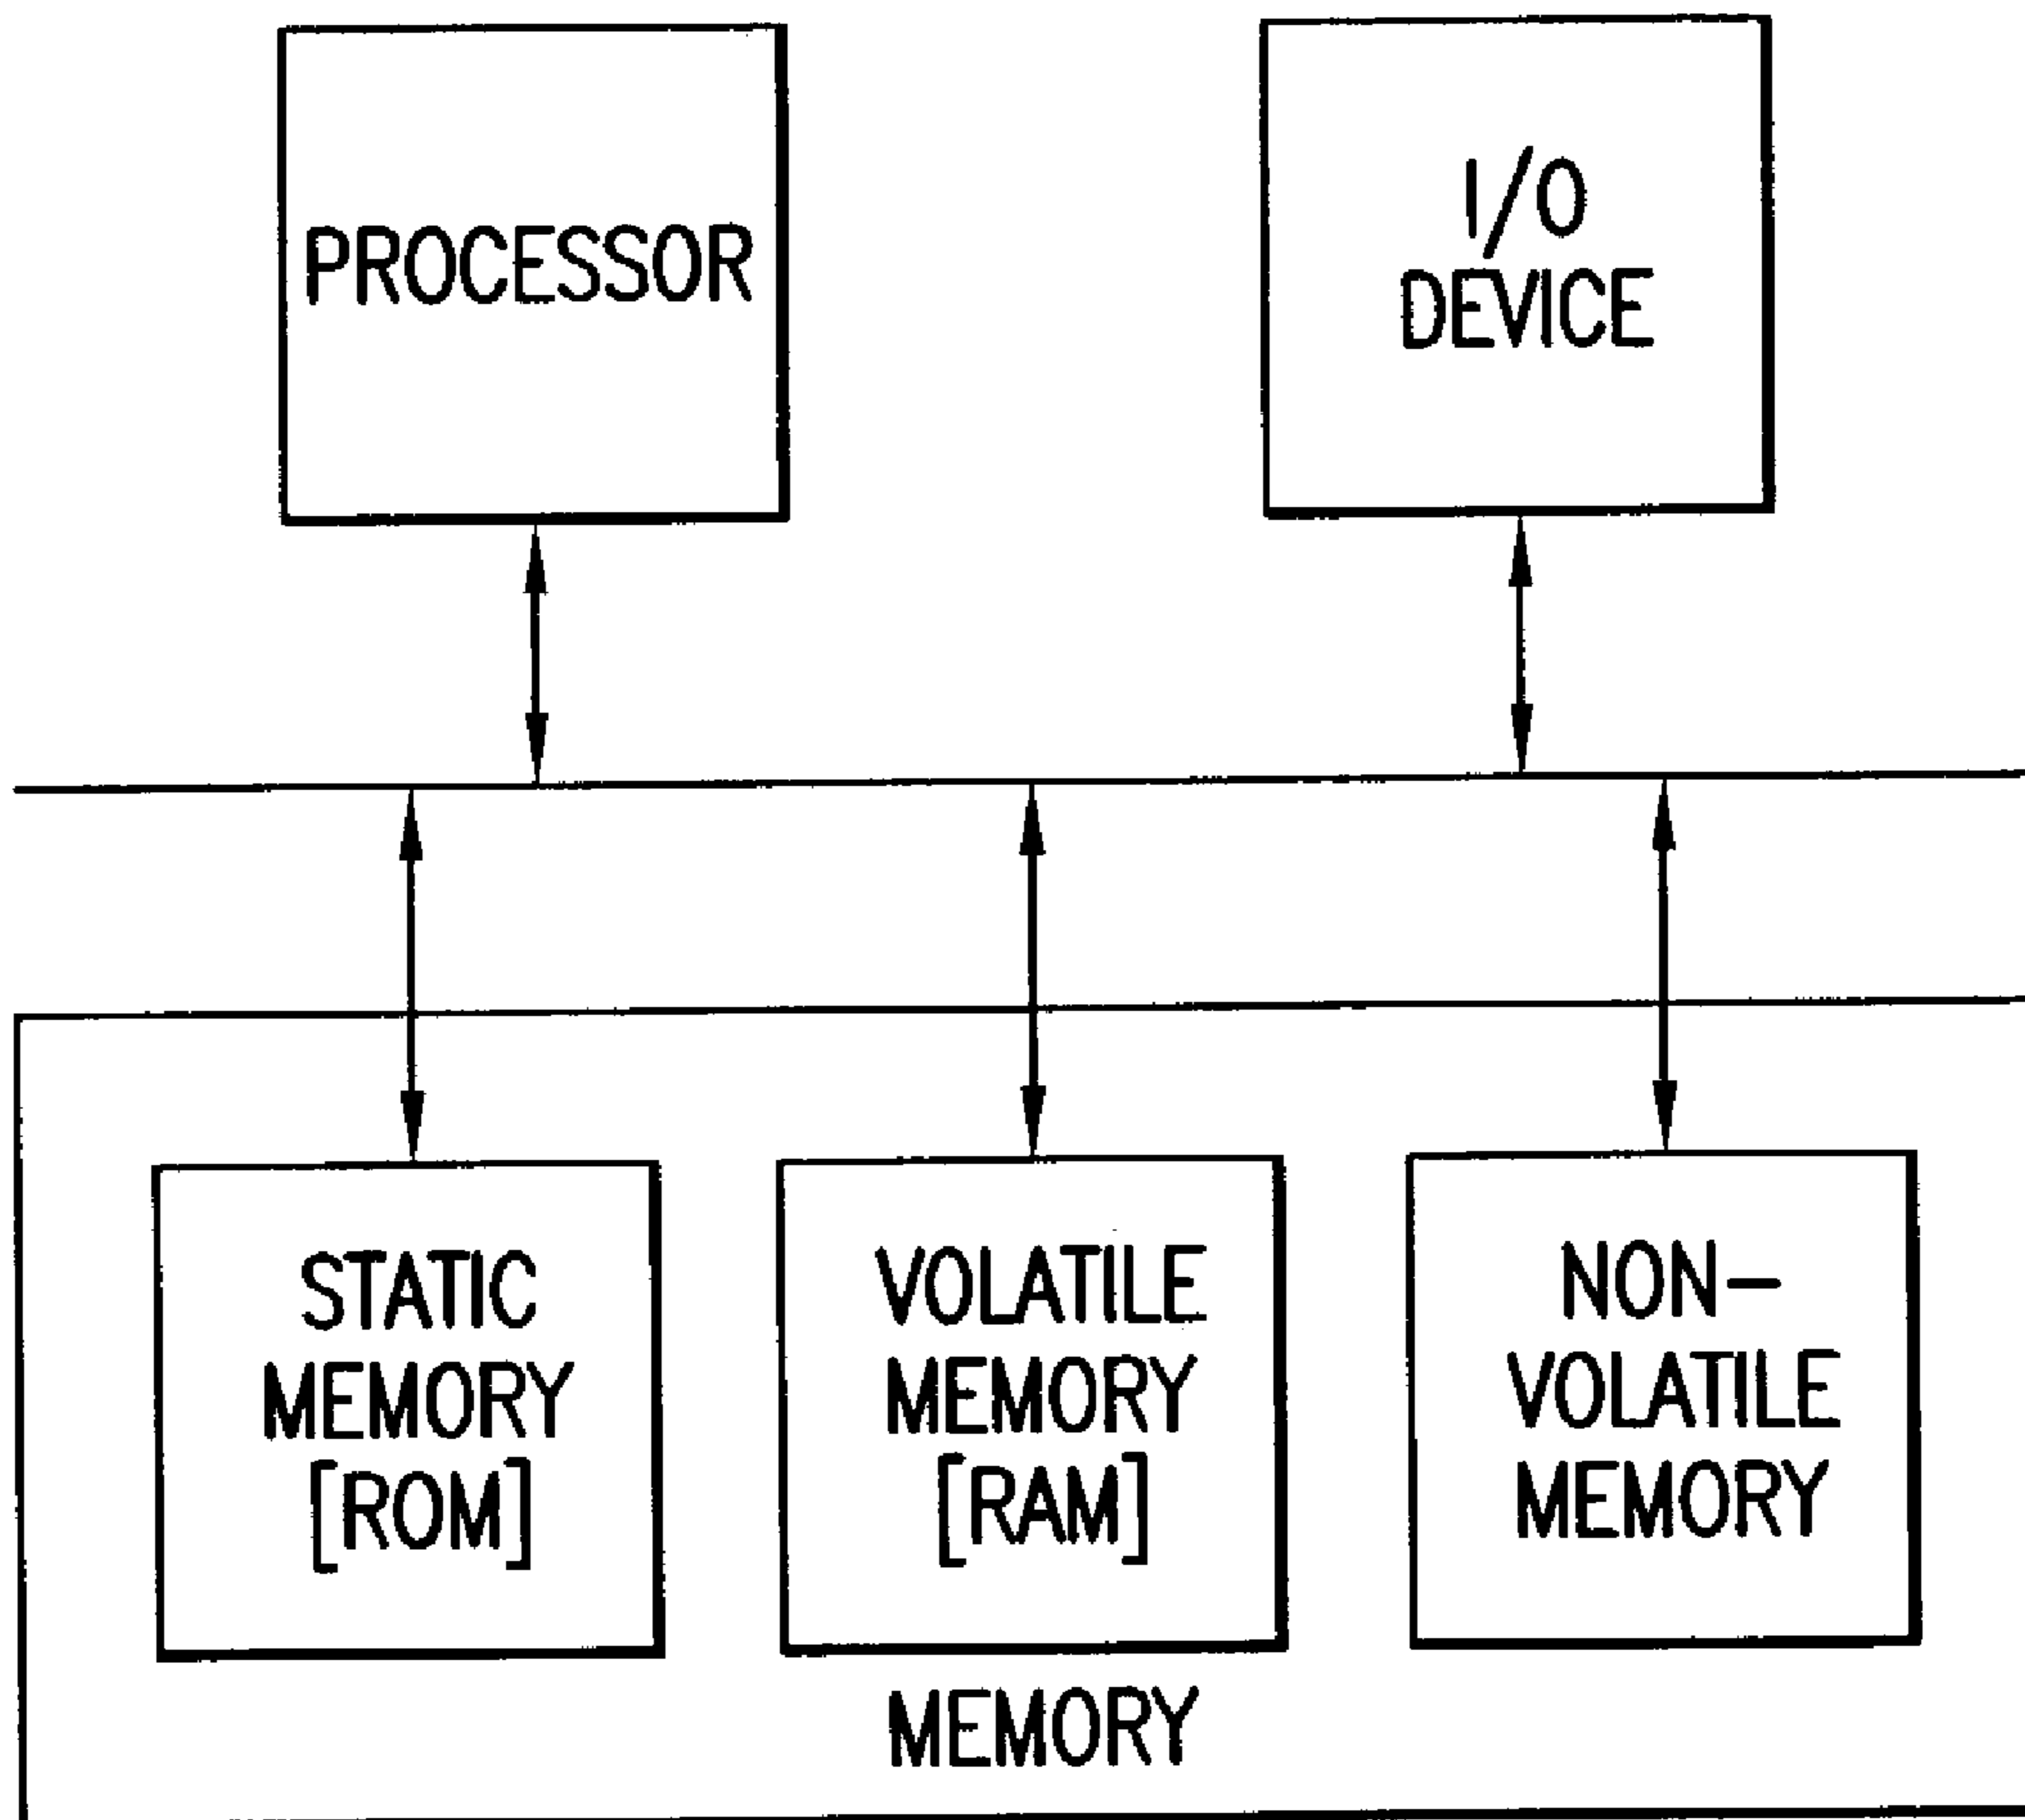 PROCESSOR
I/O
DEVICE
STATIC
MEMORY
[ROM]
VOLATILE
MEMORY
[RAM]
NON-
VOLATILE
MEMORY
MEMORY